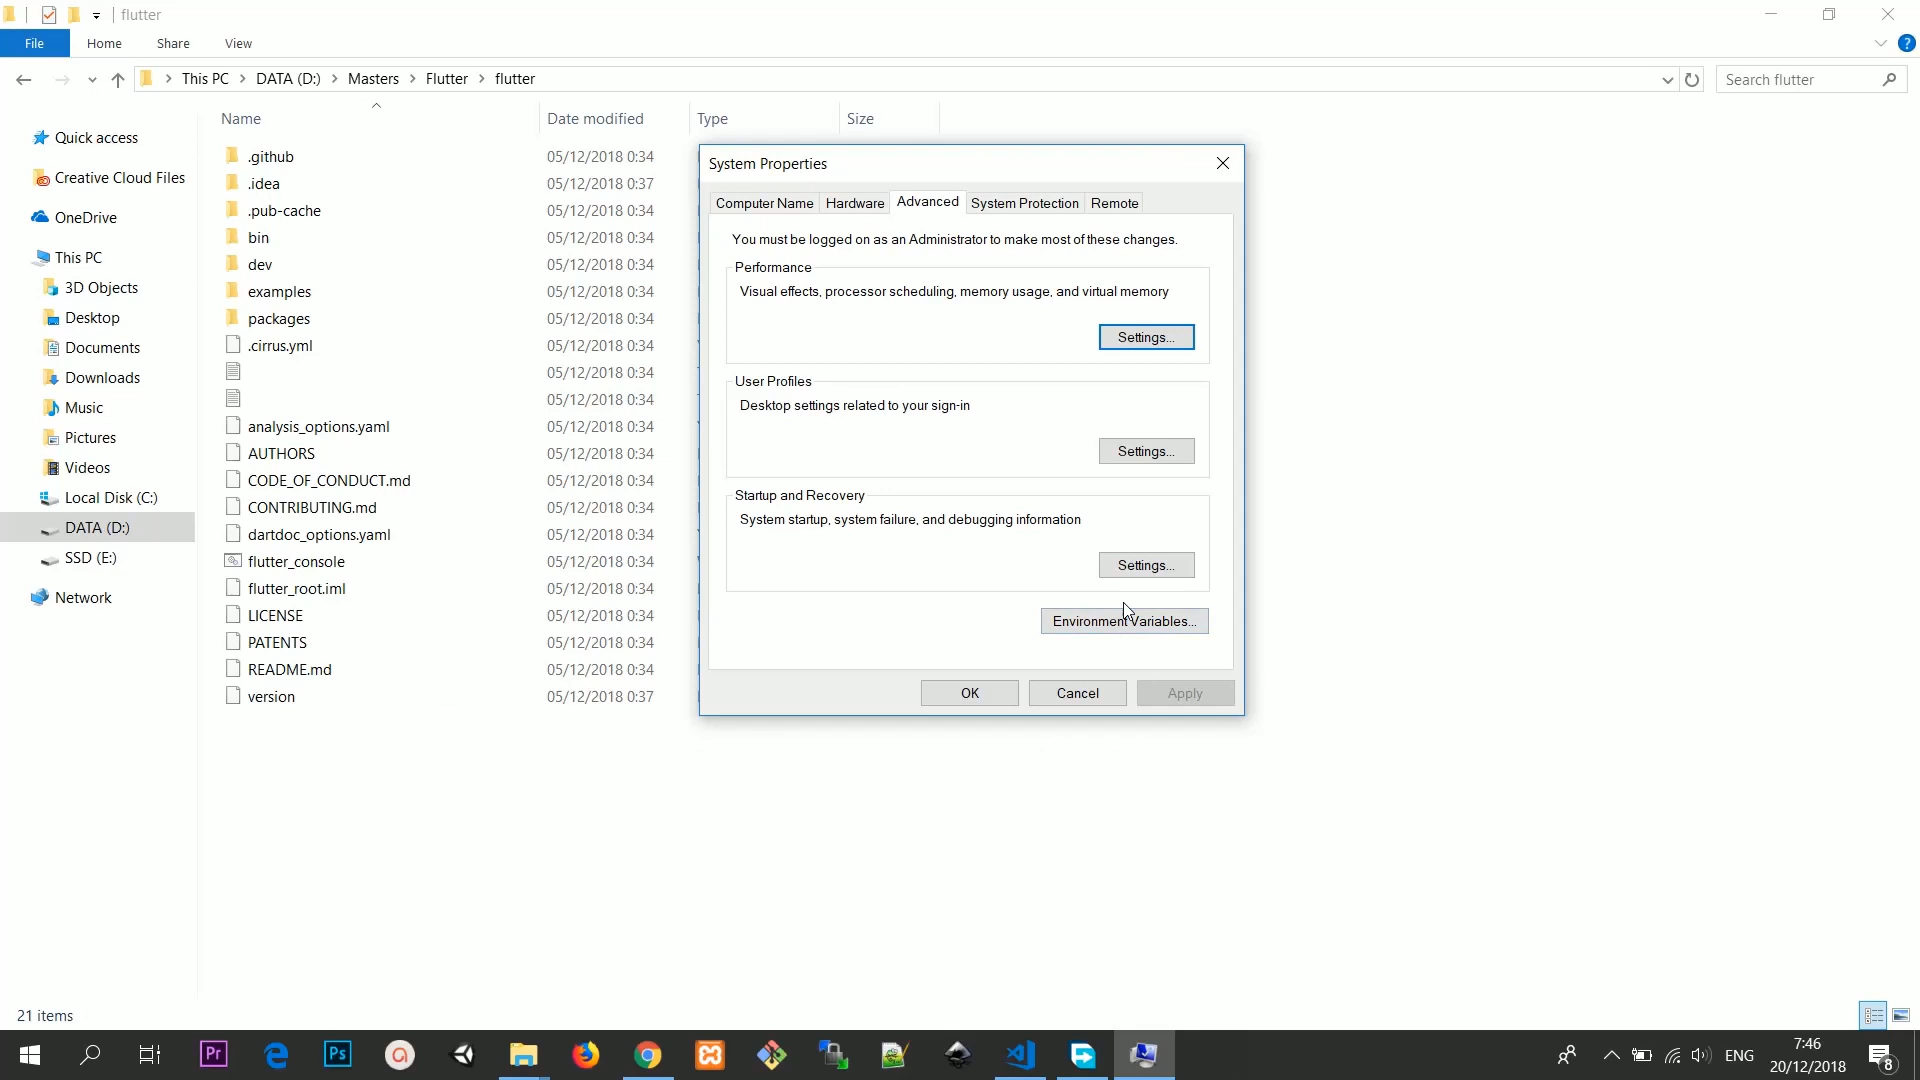 flutter
File Home Share View
This PC DATA (D:) Masters Flutter flutter
Search flutter
Name Date modified Type Size
Quick access
Creative Cloud Files
OneDrive
This PC
3D Objects
Desktop
Documents
Downloads
Music
Pictures
Videos
Local Disk (C:)
DATA (D:)
SSD (E:)
Network
.github 05/12/2018 0:34
.idea 05/12/2018 0:37
.pub-cache 05/12/2018 0:34
bin 05/12/2018 0:34
dev 05/12/2018 0:34
examples 05/12/2018 0:34
packages 05/12/2018 0:34
.cirrus.yml 05/12/2018 0:34
05/12/2018 0:34
05/12/2018 0:34
analysis_options.yaml 05/12/2018 0:34
AUTHORS 05/12/2018 0:34
CODE_OF_CONDUCT.md 05/12/2018 0:34
CONTRIBUTING.md 05/12/2018 0:34
dartdoc_options.yaml 05/12/2018 0:34
flutter_console 05/12/2018 0:34
flutter_root.iml 05/12/2018 0:34
LICENSE 05/12/2018 0:34
PATENTS 05/12/2018 0:34
README.md 05/12/2018 0:34
version 05/12/2018 0:37
System Properties
Computer Name Hardware Advanced System Protection Remote
You must be logged on as an Administrator to make most of these changes.
Performance
Visual effects, processor scheduling, memory usage, and virtual memory
Settings...
User Profiles
Desktop settings related to your sign-in
Settings...
Startup and Recovery
System startup, system failure, and debugging information
Settings...
Environment Variables...
OK Cancel Apply
21 items
Pr Ps
ENG
7:46
20/12/2018
8